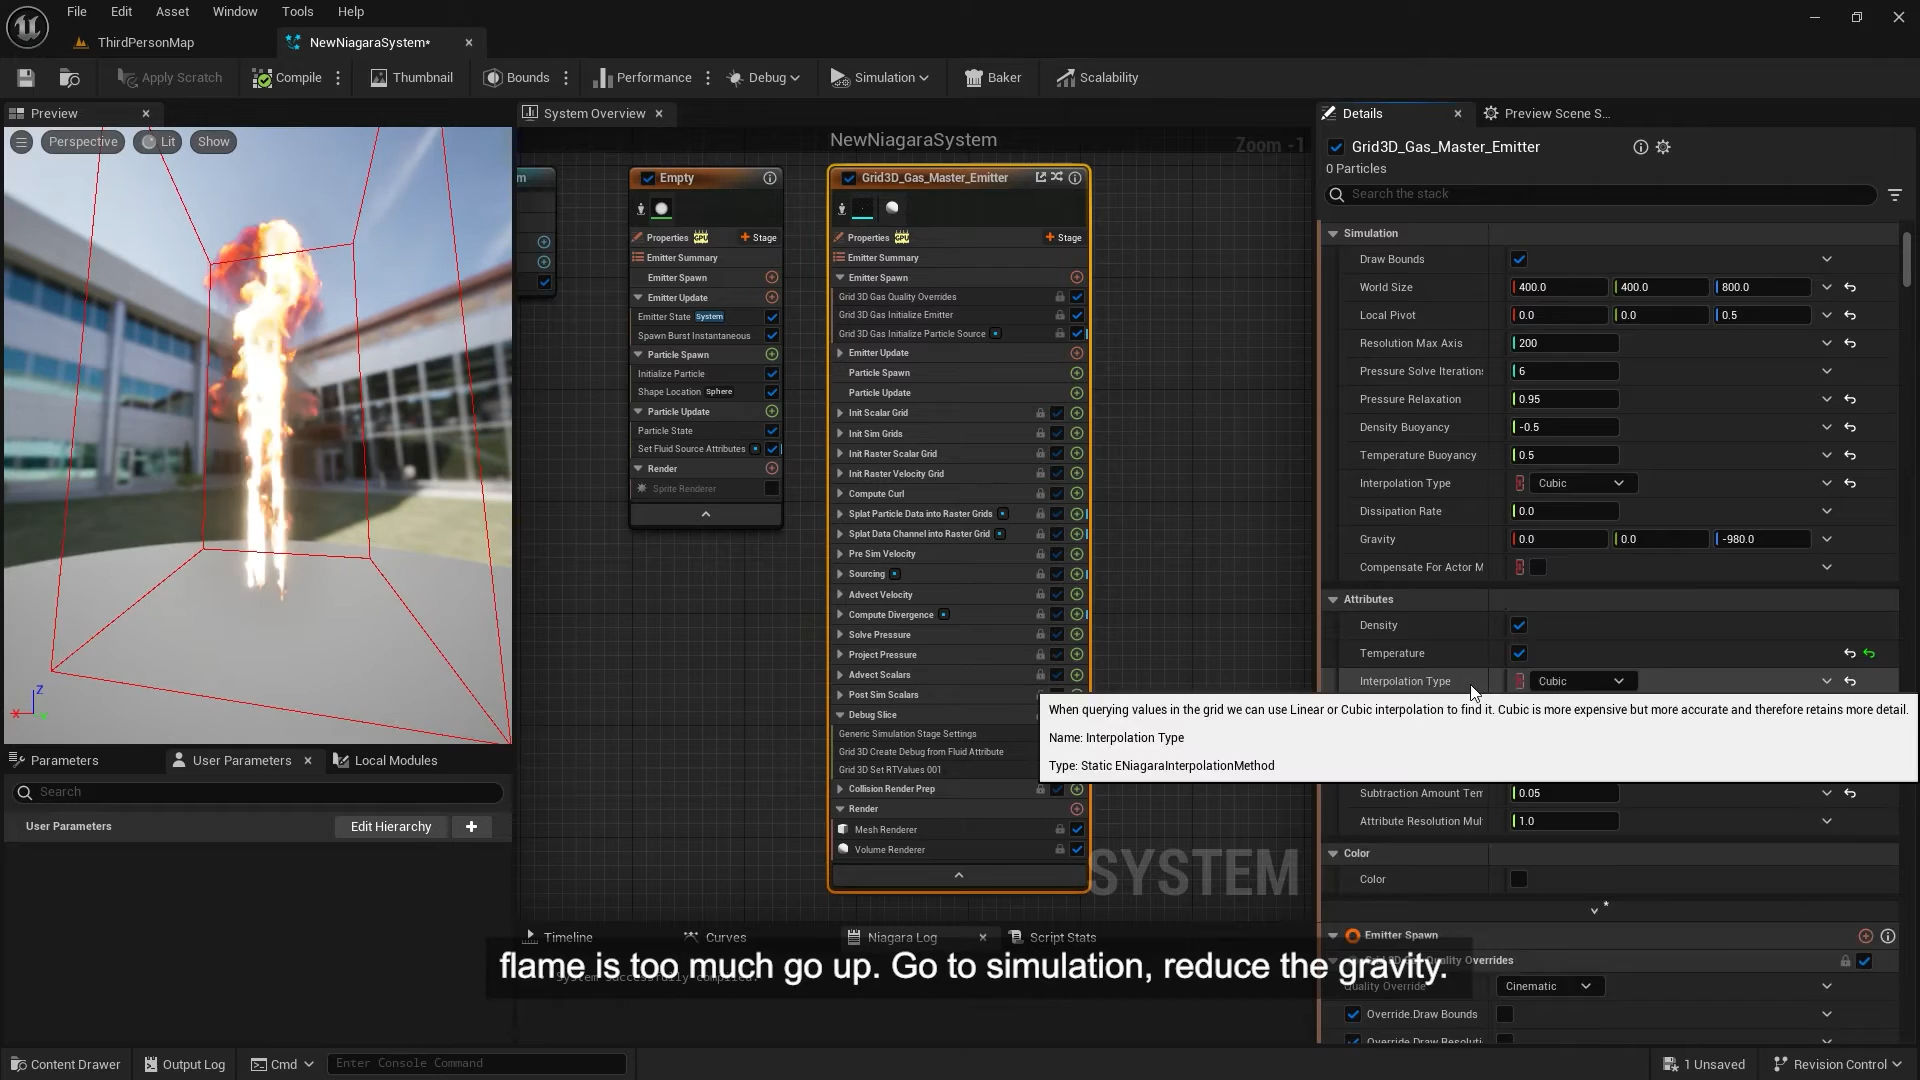 File Edit Asset Window Tools Help
ThirdPersonMap
NewNiagaraSystem*
Apply Scratch
Compile
Thumbnail
Bounds
Performance
Debug
Simulation
Baker
Scalability
Preview
Perspective
Lit
Show
System Overview
NewNiagaraSystem
Zoom -1
m
Empty
Properties GPU
Stage
Emitter Summary
Emitter Spawn
Emitter Update
Emitter State System
Spawn Burst Instantaneous
Particle Spawn
Initialize Particle
Shape Location Sphere
Particle Update
Particle State
Set Fluid Source Attributes
Render
Sprite Renderer
Grid3D_Gas_Master_Emitter
Properties GPU
Stage
Emitter Summary
Emitter Spawn
Grid 3D Gas Quality Overrides
Grid 3D Gas Initialize Emitter
Grid 3D Gas Initialize Particle Source
Emitter Update
Particle Spawn
Particle Update
Init Scalar Grid
Init Sim Grids
Init Raster Scalar Grid
Init Raster Velocity Grid
Compute Curl
Splat Particle Data into Raster Grids
Splat Data Channel into Raster Grid
Pre Sim Velocity
Sourcing
Advect Velocity
Compute Divergence
Solve Pressure
Project Pressure
Advect Scalars
Post Sim Scalars
Debug Slice
Generic Simulation Stage Settings
Grid 3D Create Debug from Fluid Attribute
Grid 3D Set RTValues 001
Collision Render Prep
Render
Mesh Renderer
Volume Renderer
SYSTEM
Details
Preview Scene S...
Grid3D_Gas_Master_Emitter
0 Particles
Search the stack
Simulation
Draw Bounds
World Size 400.0 400.0 800.0
Local Pivot 0.0 0.0 0.5
Resolution Max Axis 200
Pressure Solve Iterations 6
Pressure Relaxation 0.95
Density Buoyancy -0.5
Temperature Buoyancy 0.5
Interpolation Type Cubic
Dissipation Rate 0.0
Gravity 0.0 0.0 -980.0
Compensate For Actor M
Attributes
Density
Temperature
Interpolation Type Cubic
When querying values in the grid we can use Linear or Cubic interpolation to find it. Cubic is more expensive but more accurate and therefore retains more detail.
Name: Interpolation Type
Type: Static ENiagaraInterpolationMethod
Subtraction Amount Tem 0.05
Attribute Resolution Mul 1.0
Color
Color
Emitter Spawn
Quality Overrides
Quality Override Cinematic
Override.Draw Bounds
Override.Draw Resoluti
Parameters
User Parameters
Local Modules
Search
User Parameters
Edit Hierarchy
Timeline
Curves
Niagara Log
Script Stats
flame is too much go up. Go to simulation, reduce the gravity.
Content Drawer
Output Log
Cmd
Enter Console Command
1 Unsaved
Revision Control
X
Z